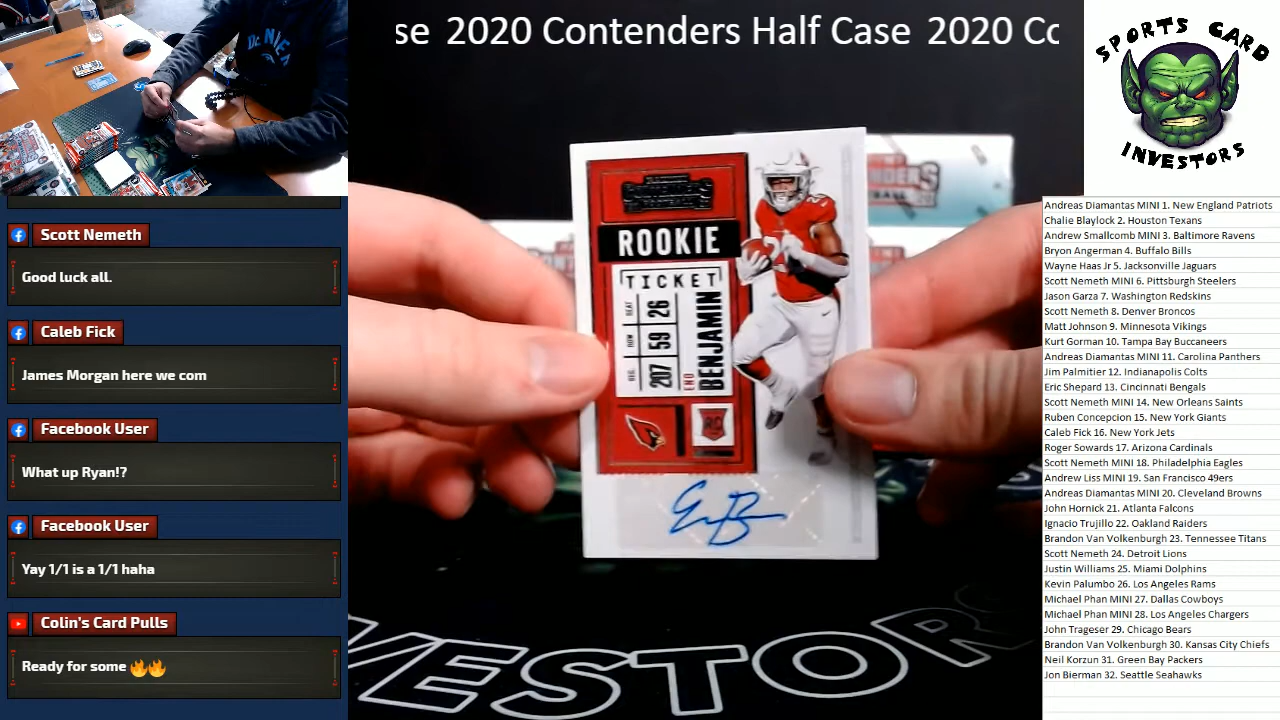 se 2020 Contenders Half Case 2020 Co
SPORTS CARD
INVESTORS
Scott Nemeth
Good luck all.
Caleb Fick
James Morgan here we com
Facebook User
What up Ryan!?
Facebook User
Yay 1/1 is a 1/1 haha
Colin's Card Pulls
Ready for some 🔥🔥
CONTENDERS
ROOKIE
TICKET
SEAT 26
ROW 59
REG. 207
ENO
BENJAMIN
RC
VESTORS
Andreas Diamantas MINI 1. New England Patriots
Chalie Blaylock 2. Houston Texans
Andrew Smallcomb MINI 3. Baltimore Ravens
Bryon Angerman 4. Buffalo Bills
Wayne Haas Jr 5. Jacksonville Jaguars
Scott Nemeth MINI 6. Pittsburgh Steelers
Jason Garza 7. Washington Redskins
Scott Nemeth 8. Denver Broncos
Matt Johnson 9. Minnesota Vikings
Kurt Gorman 10. Tampa Bay Buccaneers
Andreas Diamantas MINI 11. Carolina Panthers
Jim Palmitier 12. Indianapolis Colts
Eric Shepard 13. Cincinnati Bengals
Scott Nemeth MINI 14. New Orleans Saints
Ruben Concepcion 15. New York Giants
Caleb Fick 16. New York Jets
Roger Sowards 17. Arizona Cardinals
Scott Nemeth MINI 18. Philadelphia Eagles
Andrew Liss MINI 19. San Francisco 49ers
Andreas Diamantas MINI 20. Cleveland Browns
John Hornick 21. Atlanta Falcons
Ignacio Trujillo 22. Oakland Raiders
Brandon Van Volkenburgh 23. Tennessee Titans
Scott Nemeth 24. Detroit Lions
Justin Williams 25. Miami Dolphins
Kevin Palumbo 26. Los Angeles Rams
Michael Phan MINI 27. Dallas Cowboys
Michael Phan MINI 28. Los Angeles Chargers
John Trageser 29. Chicago Bears
Brandon Van Volkenburgh 30. Kansas City Chiefs
Neil Korzun 31. Green Bay Packers
Jon Bierman 32. Seattle Seahawks